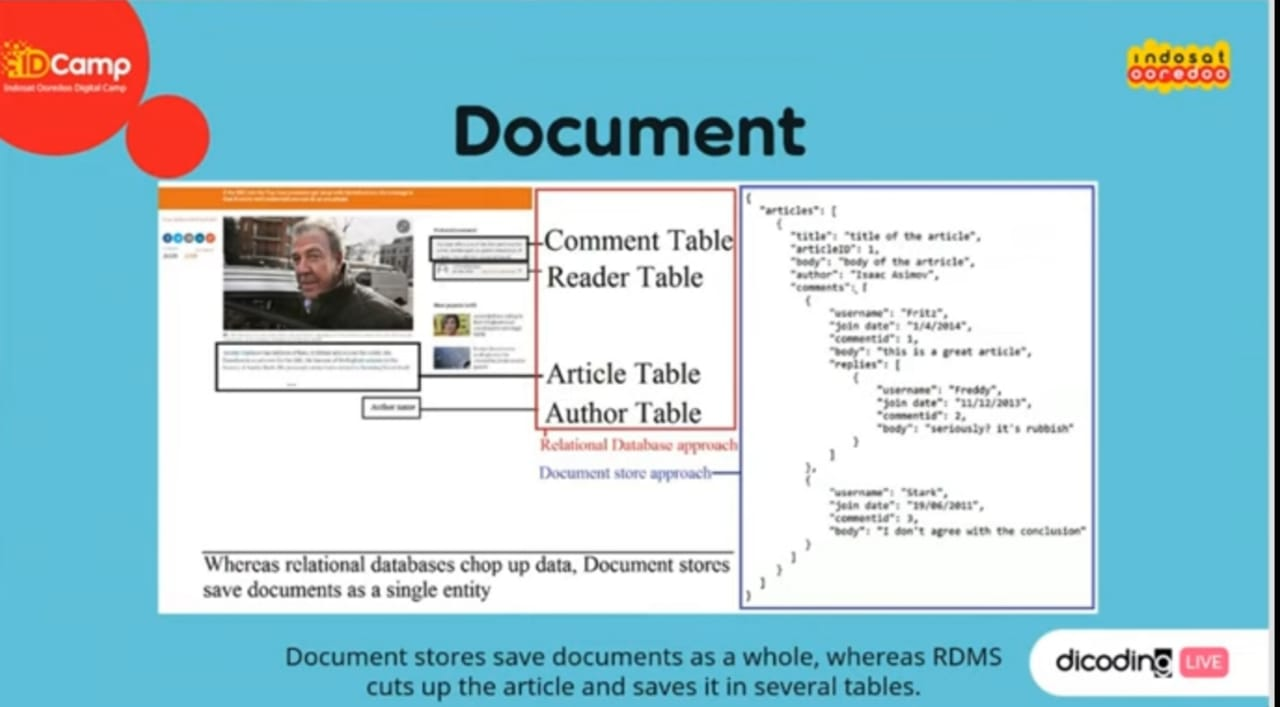 iDCamp
Indosat Ooredoo Digital Camp
indosat
ooredoo
Document
Comment Table
Reader Table
Article Table
Author name
Author Table
Relational Database approach
Document store approach
Whereas relational databases chop up data, Document stores
save documents as a single entity
{
"articles": [
{
"title": "title of the article",
"articleID": 1,
"body": "body of the artricle",
"author": "Isaac Asimov",
"comments": [
{
"username": "Fritz",
"join date": "1/4/2014",
"commentid": 1,
"body": "this is a great article",
"replies": [
{
"username": "Freddy",
"join date": "11/12/2013",
"commentid": 2,
"body": "seriously? it's rubbish"
}
]
},
{
"username": "Stark",
"join date": "19/06/2011",
"commentid": 3,
"body": "I don't agree with the conclusion"
}
]
}
]
}
Document stores save documents as a whole, whereas RDMS
cuts up the article and saves it in several tables.
dicoding LIVE